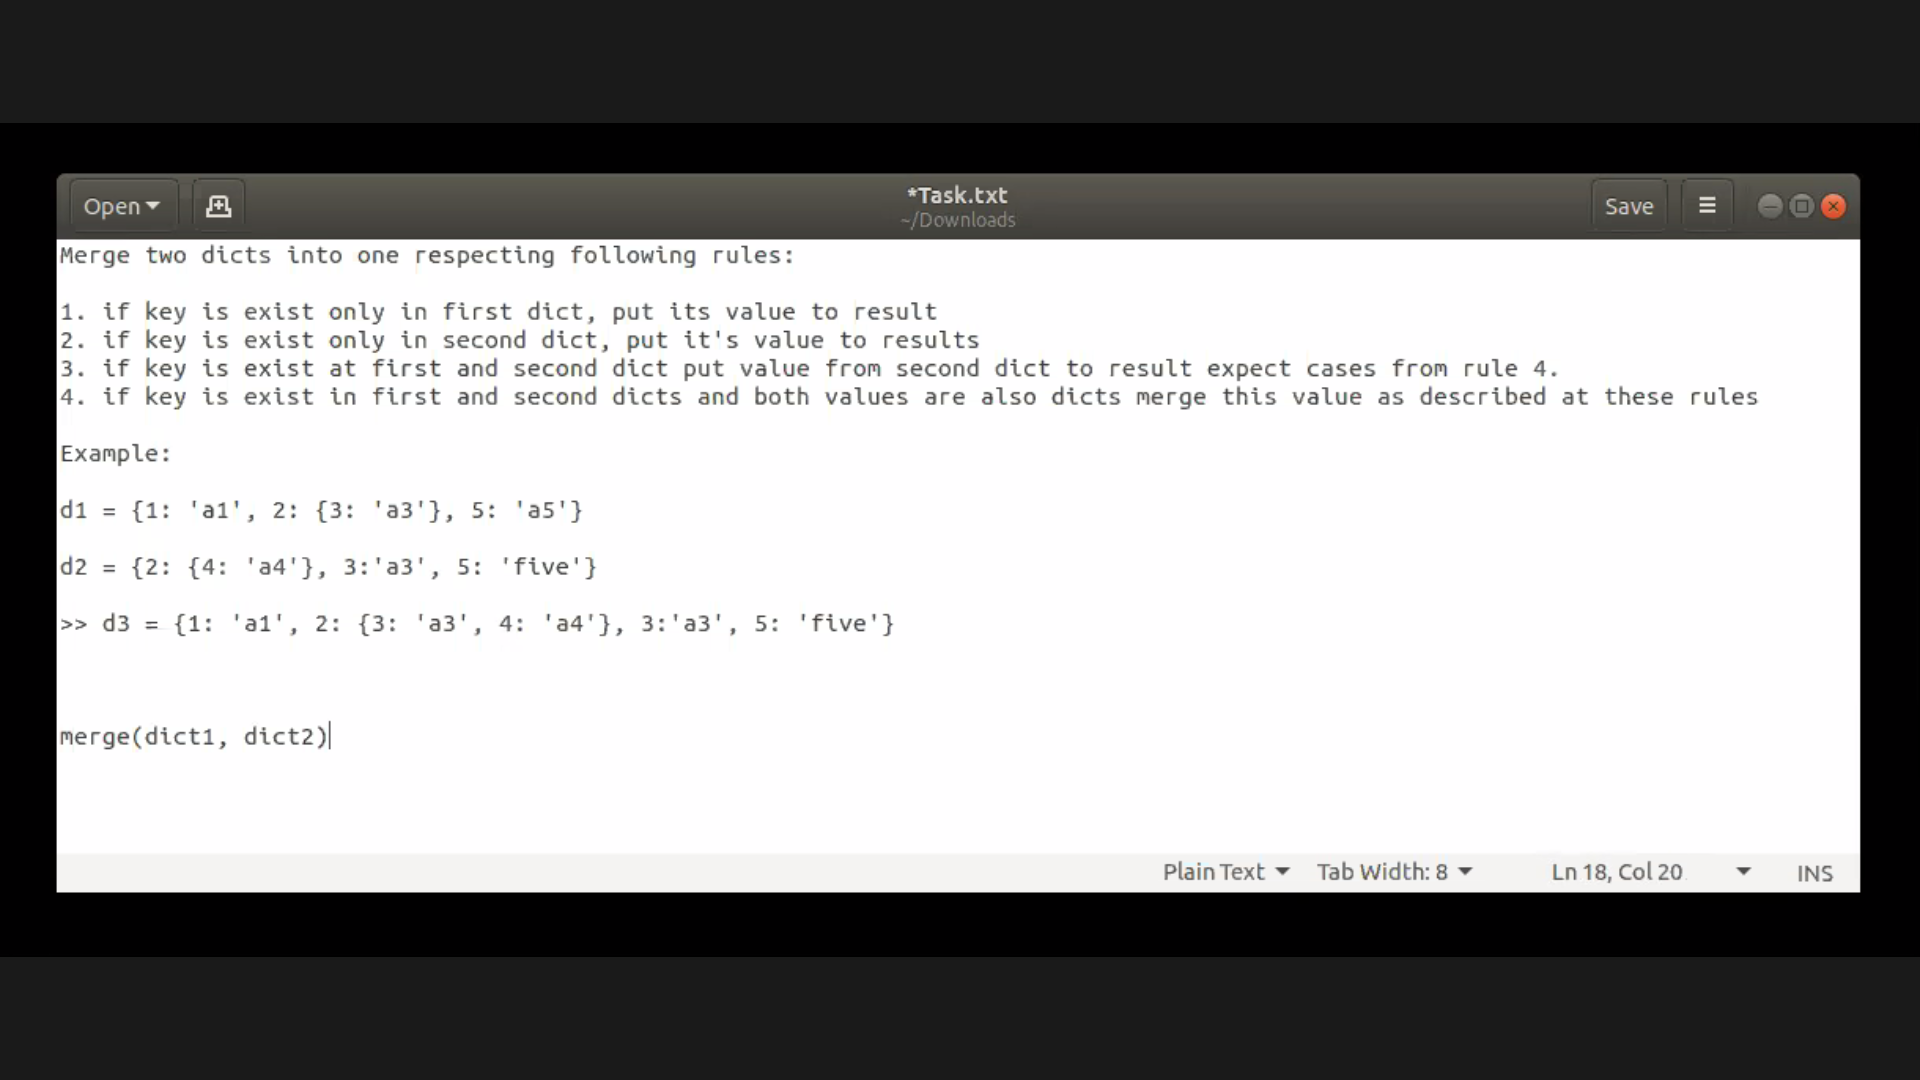 Open
*Task.txt
~/Downloads
Save
Merge two dicts into one respecting following rules:
1. if key is exist only in first dict, put its value to result
2. if key is exist only in second dict, put it's value to results
3. if key is exist at first and second dict put value from second dict to result expect cases from rule 4.
4. if key is exist in first and second dicts and both values are also dicts merge this value as described at these rules
Example:
d1 = {1: 'a1', 2: {3: 'a3'}, 5: 'a5'}
d2 = {2: {4: 'a4'}, 3:'a3', 5: 'five'}
>> d3 = {1: 'a1', 2: {3: 'a3', 4: 'a4'}, 3:'a3', 5: 'five'}
merge(dict1, dict2)
Plain Text Tab Width: 8 Ln 18, Col 20 INS